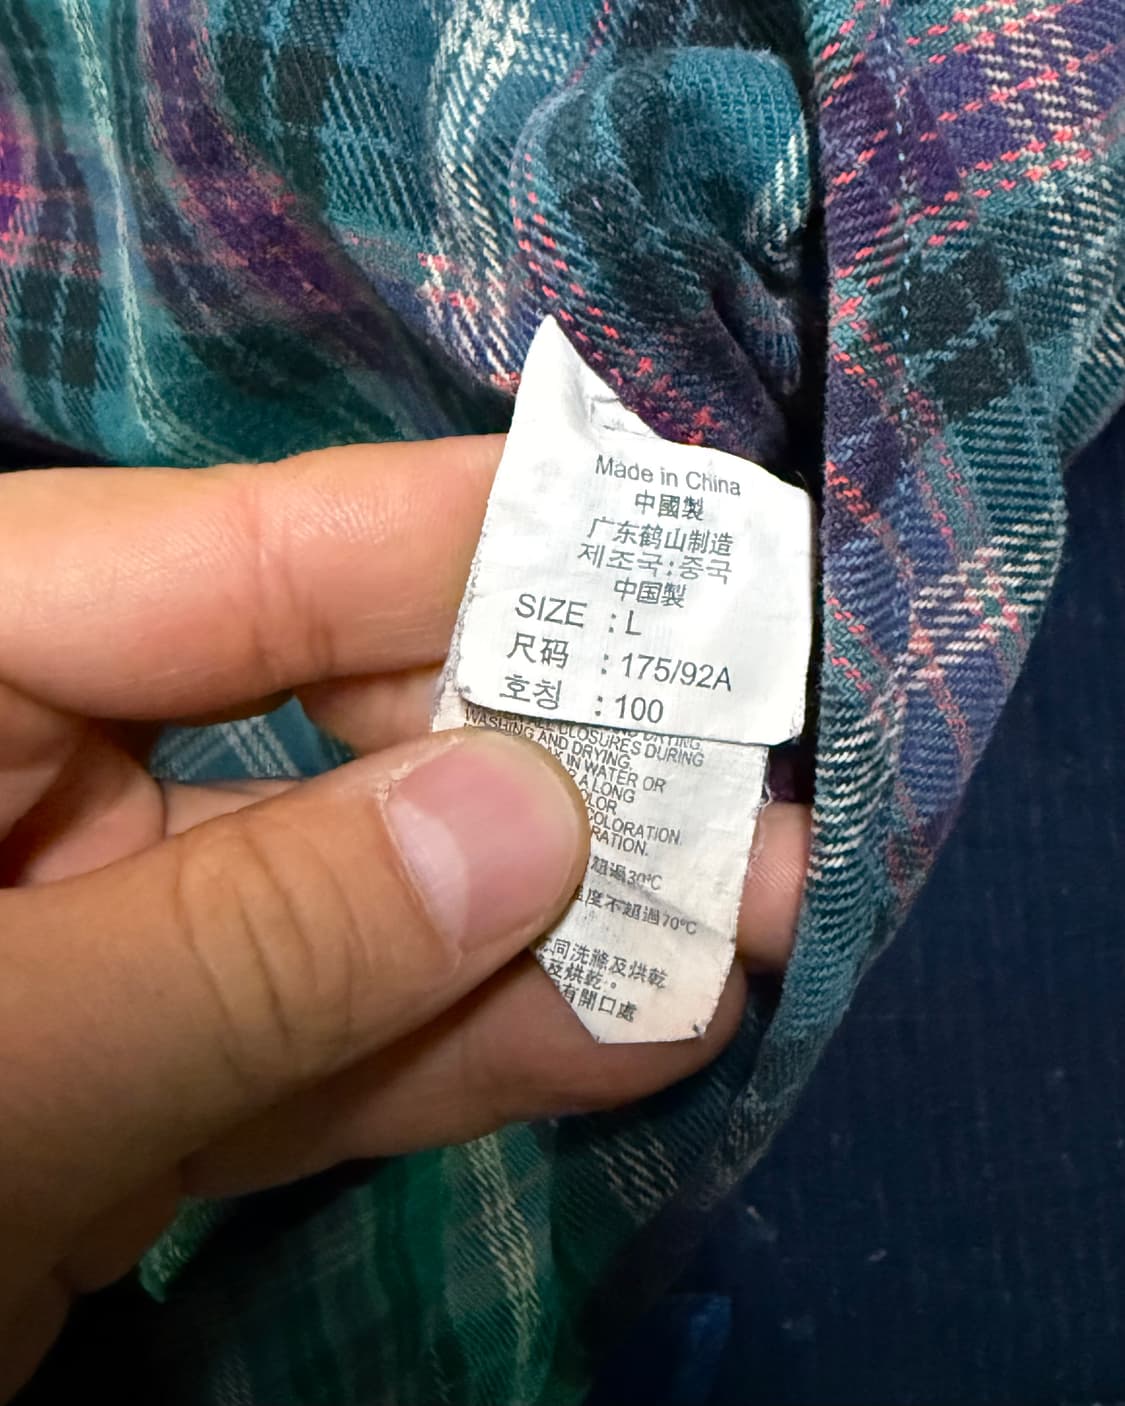 Made in China
中國製
广东鹤山制造
제조국:중국
中国製
SIZE : L
尺码 : 175/92A
호칭 : 100
WASHING AND DRYING.
CLOSURES DURING
IN WATER OR
A LONG
COLORATION.
超過30°C
度不超過70°C
同洗滌及烘乾
及烘乾。
有開口處